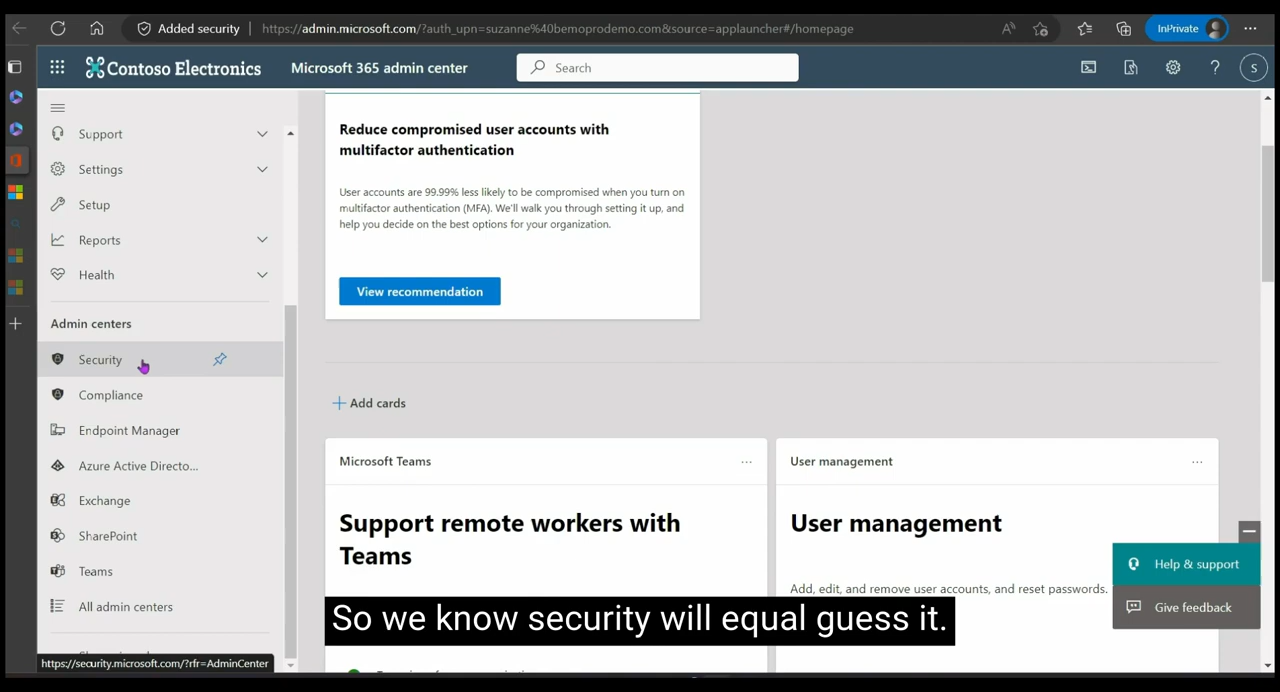 Added security
https://admin.microsoft.com/?auth_upn=suzanne%40bemoprodemo.com&source=applauncher#/homepage
InPrivate
Contoso Electronics
Microsoft 365 admin center
Search
S
Support
Settings
Setup
Reports
Health
Admin centers
Security
Compliance
Endpoint Manager
Azure Active Directo...
Exchange
SharePoint
Teams
All admin centers
https://security.microsoft.com/?rfr=AdminCenter
Reduce compromised user accounts with
multifactor authentication
User accounts are 99.99% less likely to be compromised when you turn on
multifactor authentication (MFA). We'll walk you through setting it up, and
help you decide on the best options for your organization.
View recommendation
Add cards
Microsoft Teams
Support remote workers with
Teams
User management
User management
Add, edit, and remove user accounts, and reset passwords.
Help & support
Give feedback
So we know security will equal guess it.